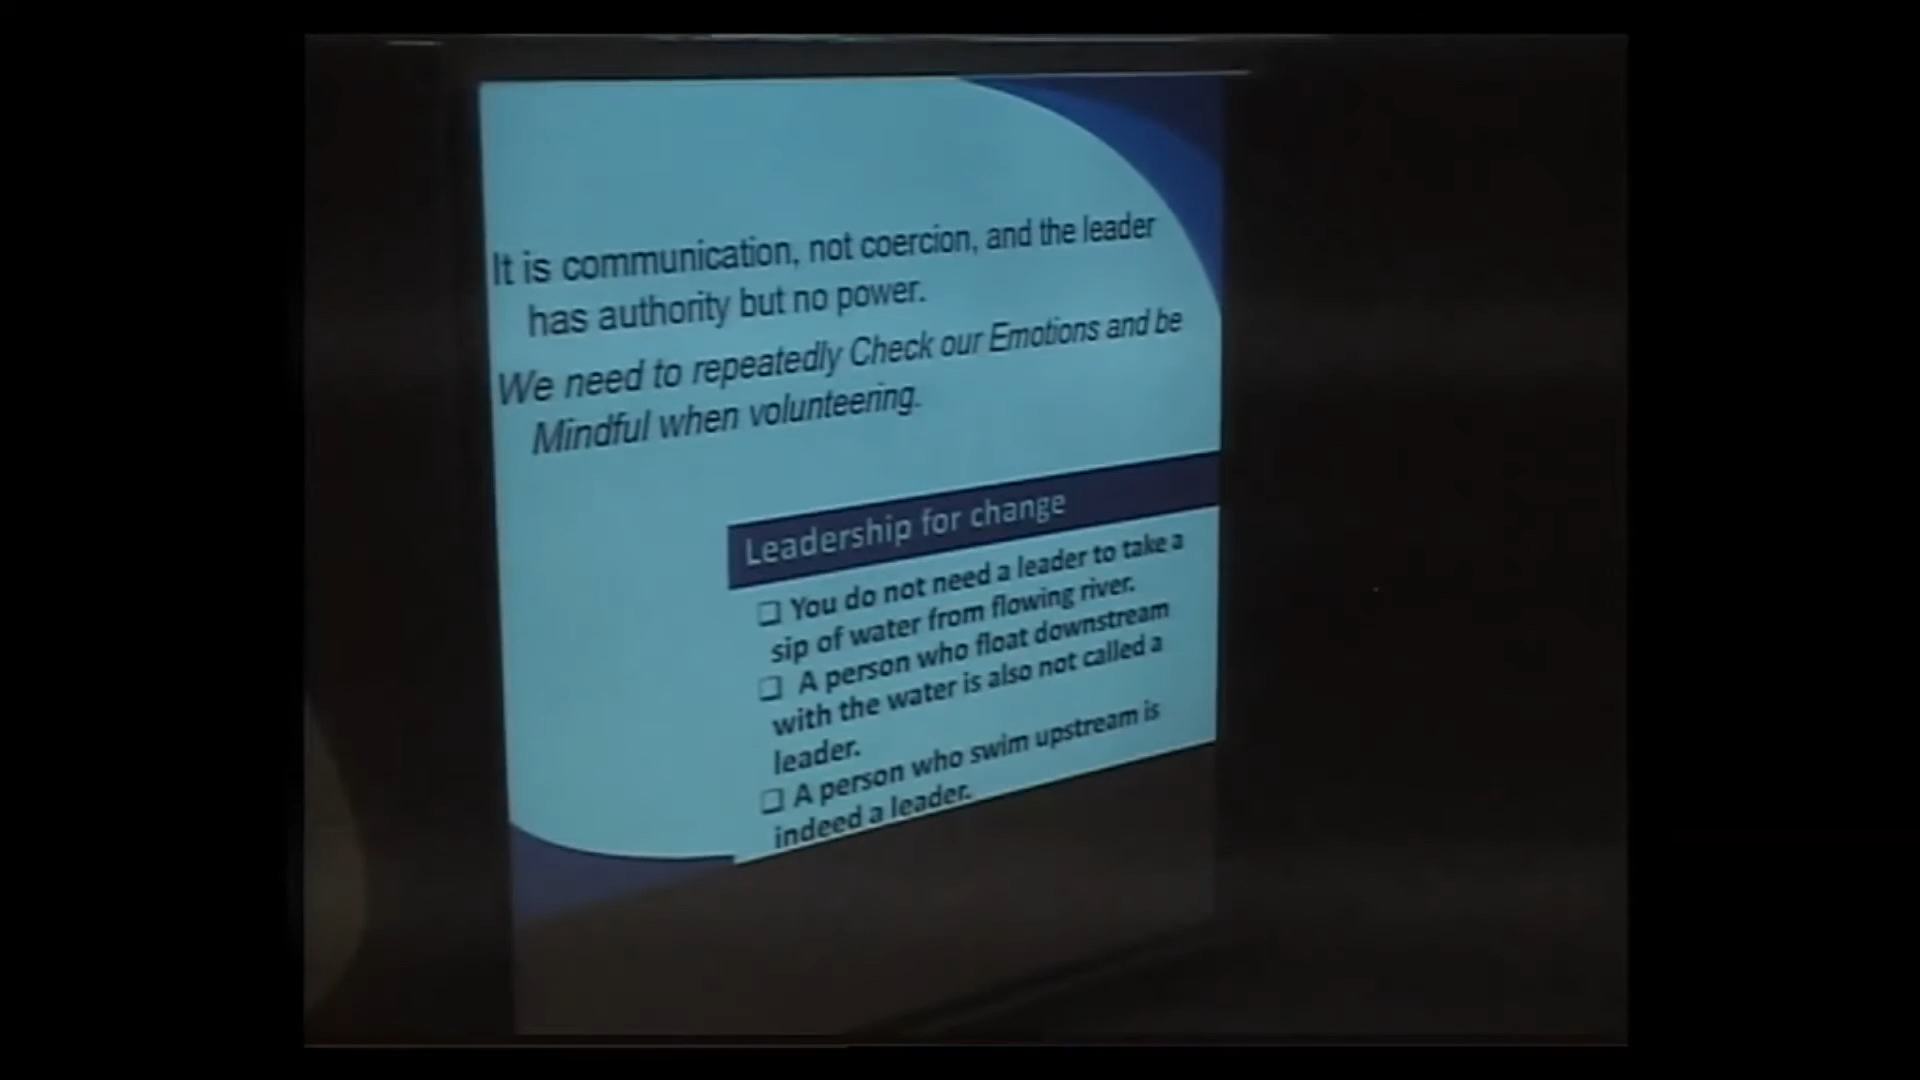 It is communication, not coercion, and the leader
has authority but no power.
We need to repeatedly Check our Emotions and be
Mindful when volunteering.
Leadership for change
❑ You do not need a leader to take a
sip of water from flowing river.
❑ A person who float downstream
with the water is also not called a
leader.
❑ A person who swim upstream is
indeed a leader.